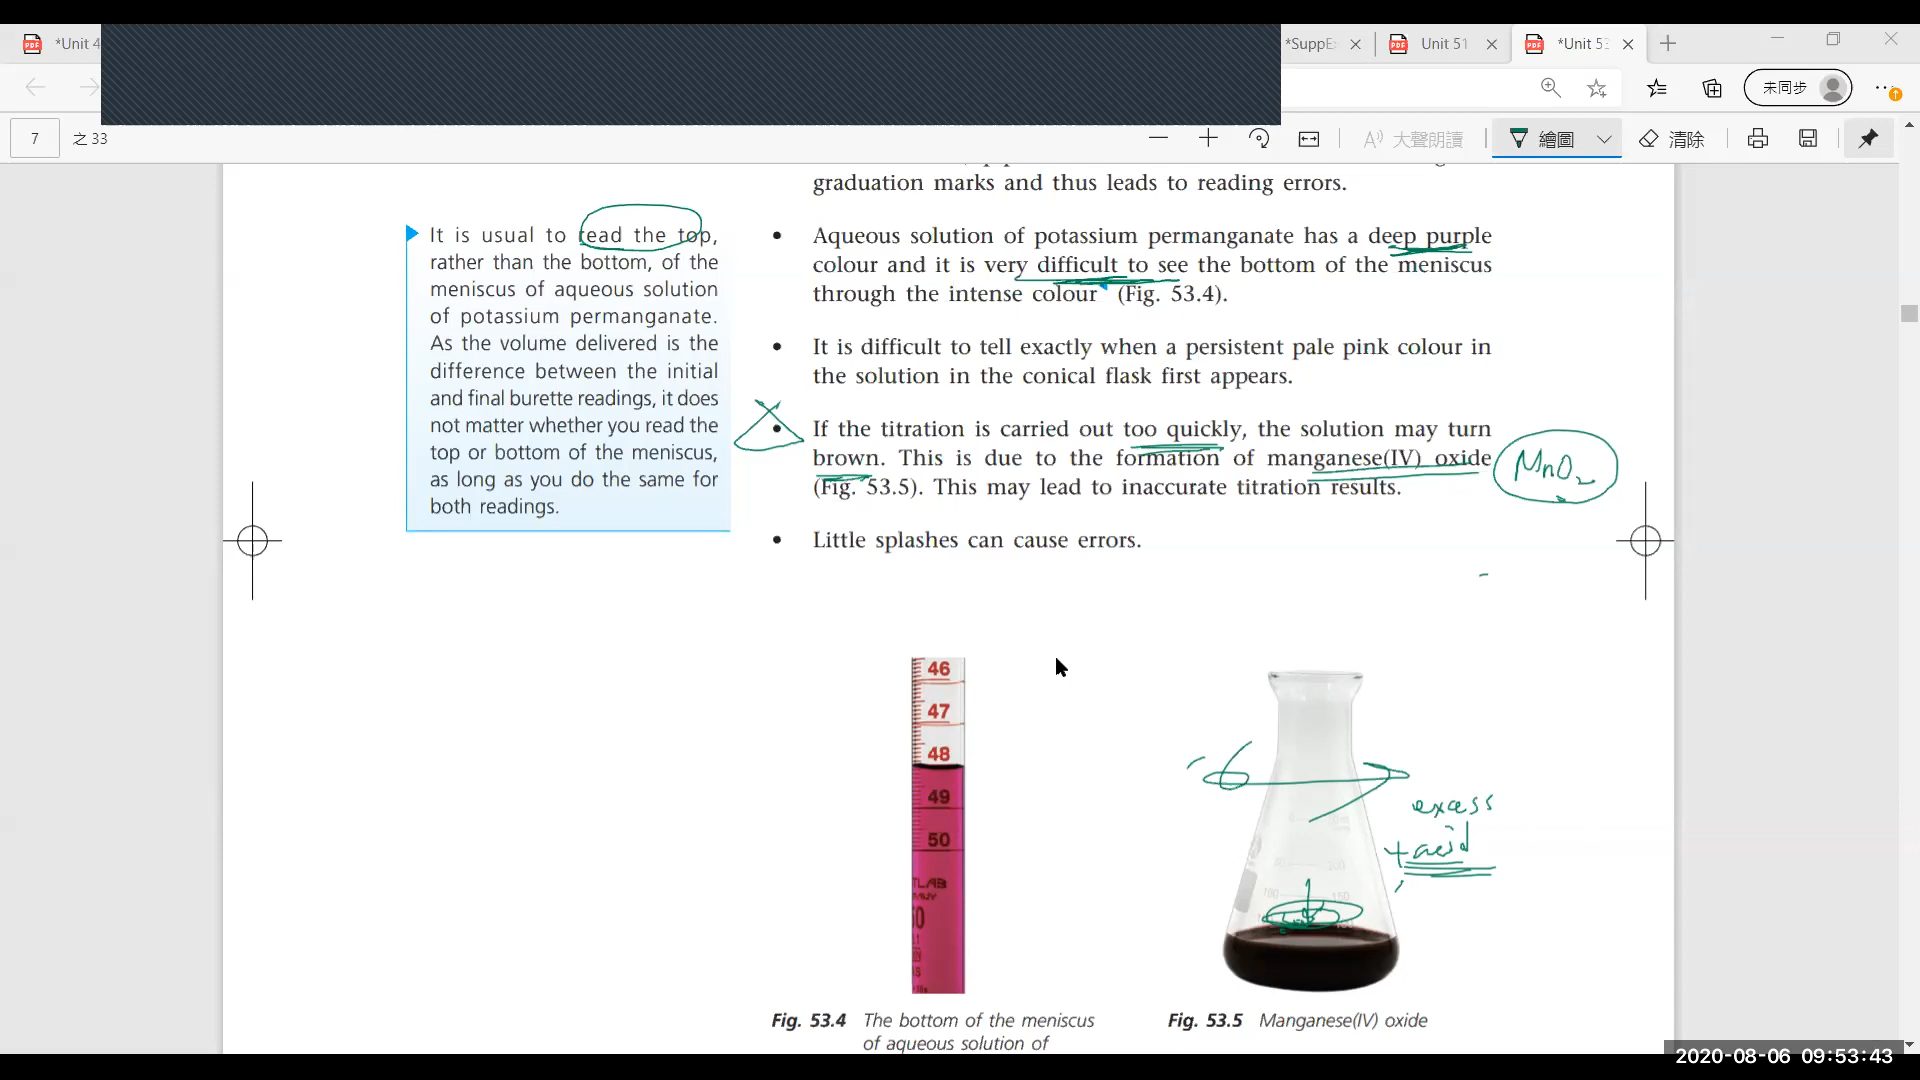 *Unit 4
*SuppE
Unit 51
*Unit 53
未同步
7 之 33
大聲朗讀
繪圖
清除
graduation marks and thus leads to reading errors.
It is usual to read the top,
rather than the bottom, of the
meniscus of aqueous solution
of potassium permanganate.
As the volume delivered is the
difference between the initial
and final burette readings, it does
not matter whether you read the
top or bottom of the meniscus,
as long as you do the same for
both readings.
• Aqueous solution of potassium permanganate has a deep purple
colour and it is very difficult to see the bottom of the meniscus
through the intense colour (Fig. 53.4).
• It is difficult to tell exactly when a persistent pale pink colour in
the solution in the conical flask first appears.
• If the titration is carried out too quickly, the solution may turn
brown. This is due to the formation of manganese(IV) oxide
(Fig. 53.5). This may lead to inaccurate titration results.
MnO₂
• Little splashes can cause errors.
46
47
48
49
50
excess
+ acid
Fig. 53.4 The bottom of the meniscus
of aqueous solution of
Fig. 53.5 Manganese(IV) oxide
2020-08-06 09:53:43